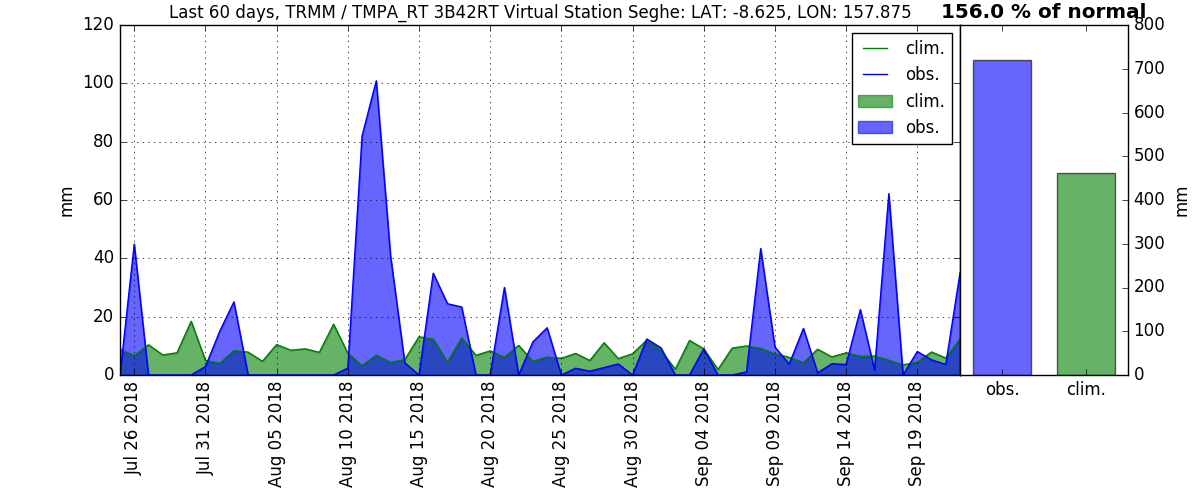 Last 60 days, TRMM / TMPA_RT 3B42RT Virtual Station Seghe: LAT: -8.625, LON: 157.875
156.0 % of normal
120
100
80
60
40
20
0
mm
clim.
obs.
clim.
obs.
800
700
600
500
400
300
200
100
0
mm
Jul 26 2018
Jul 31 2018
Aug 05 2018
Aug 10 2018
Aug 15 2018
Aug 20 2018
Aug 25 2018
Aug 30 2018
Sep 04 2018
Sep 09 2018
Sep 14 2018
Sep 19 2018
obs.
clim.